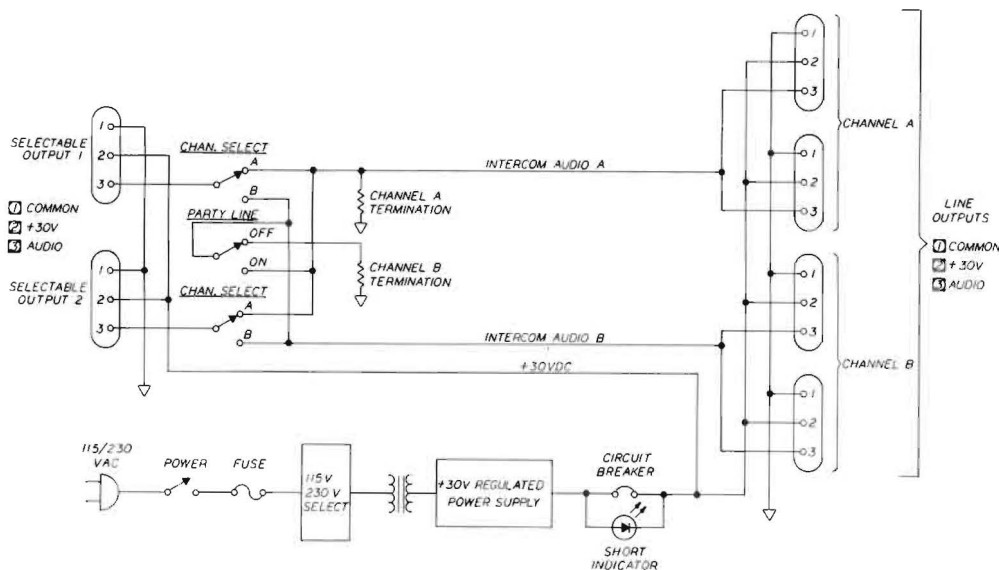 SELECTABLE
OUTPUT 1
1
2
3
1 COMMON
2 +30V
3 AUDIO
SELECTABLE
OUTPUT 2
1
2
3
CHAN. SELECT
A
B
PARTY LINE
OFF
ON
CHAN. SELECT
A
B
CHANNEL A
TERMINATION
CHANNEL B
TERMINATION
INTERCOM AUDIO A
INTERCOM AUDIO B
+30VDC
1
2
3
1
2
3
CHANNEL A
1
2
3
1
2
3
CHANNEL B
LINE
OUTPUTS
1 COMMON
2 +30V
3 AUDIO
115/230
VAC
POWER
FUSE
115V
230V
SELECT
+30V REGULATED
POWER SUPPLY
CIRCUIT
BREAKER
SHORT
INDICATOR